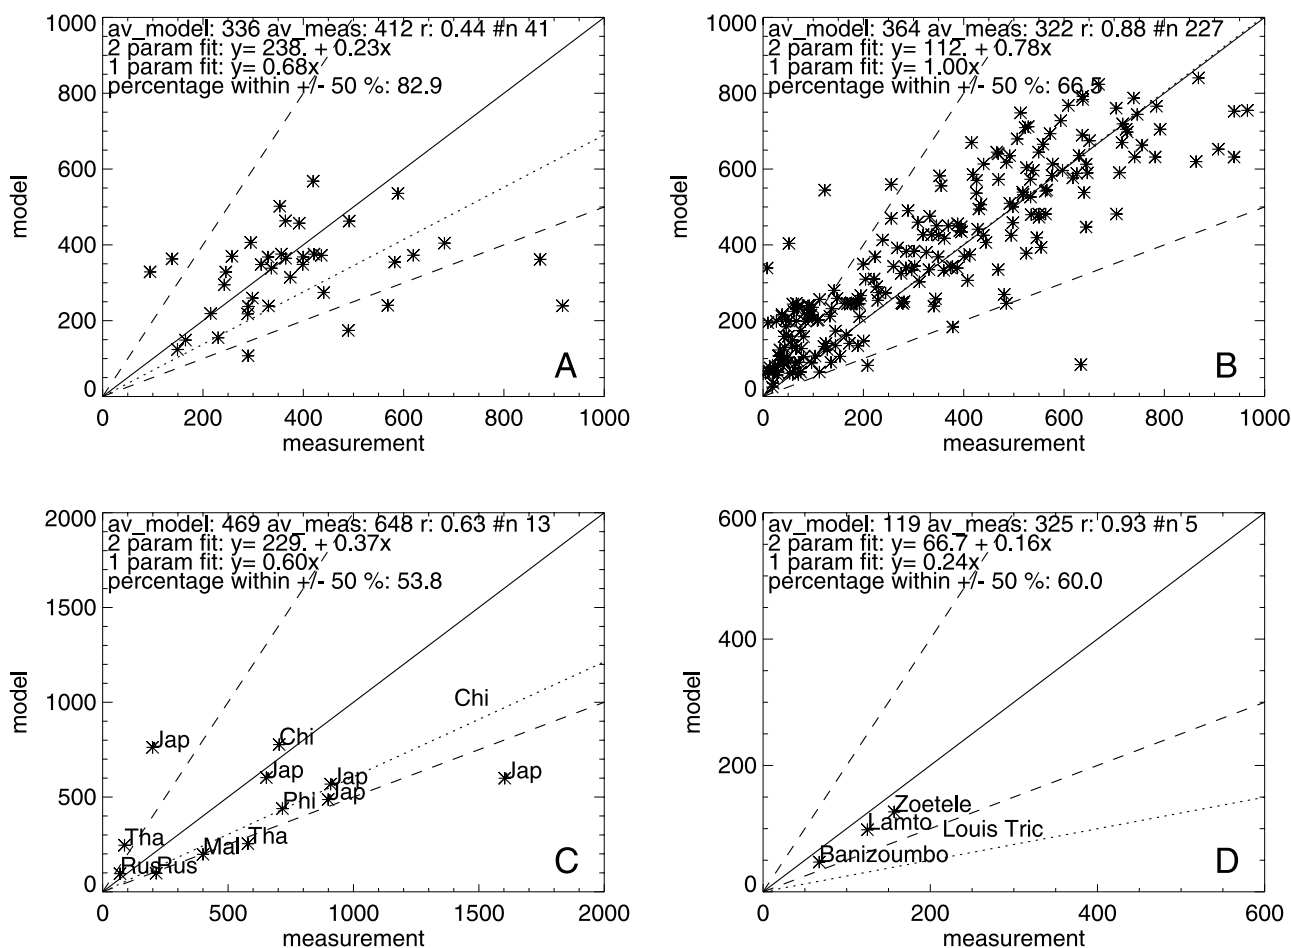 av_model: 336 av_meas: 412 r: 0.44 #n 41
2 param fit: y= 238. + 0.23x
1 param fit: y= 0.68x
percentage within +/- 50 %: 82.9
1000
800
600
400
200
0
model
A
0 200 400 600 800 1000
measurement
av_model: 364 av_meas: 322 r: 0.88 #n 227
2 param fit: y= 112. + 0.78x
1 param fit: y= 1.00x
percentage within +/- 50 %: 66.5
1000
800
600
400
200
0
model
B
0 200 400 600 800 1000
measurement
av_model: 469 av_meas: 648 r: 0.63 #n 13
2 param fit: y= 229. + 0.37x
1 param fit: y= 0.60x
percentage within +/- 50 %: 53.8
2000
1500
1000
500
0
model
Chi
Jap Chi
Jap Jap Jap
Phi Jap
Tha Mal Tha
Rus Rus
C
0 500 1000 1500 2000
measurement
av_model: 119 av_meas: 325 r: 0.93 #n 5
2 param fit: y= 66.7 + 0.16x
1 param fit: y= 0.24x
percentage within +/- 50 %: 60.0
600
400
200
0
model
Zoetele
Lamto Louis Tric
Banizoumbo
D
0 200 400 600
measurement